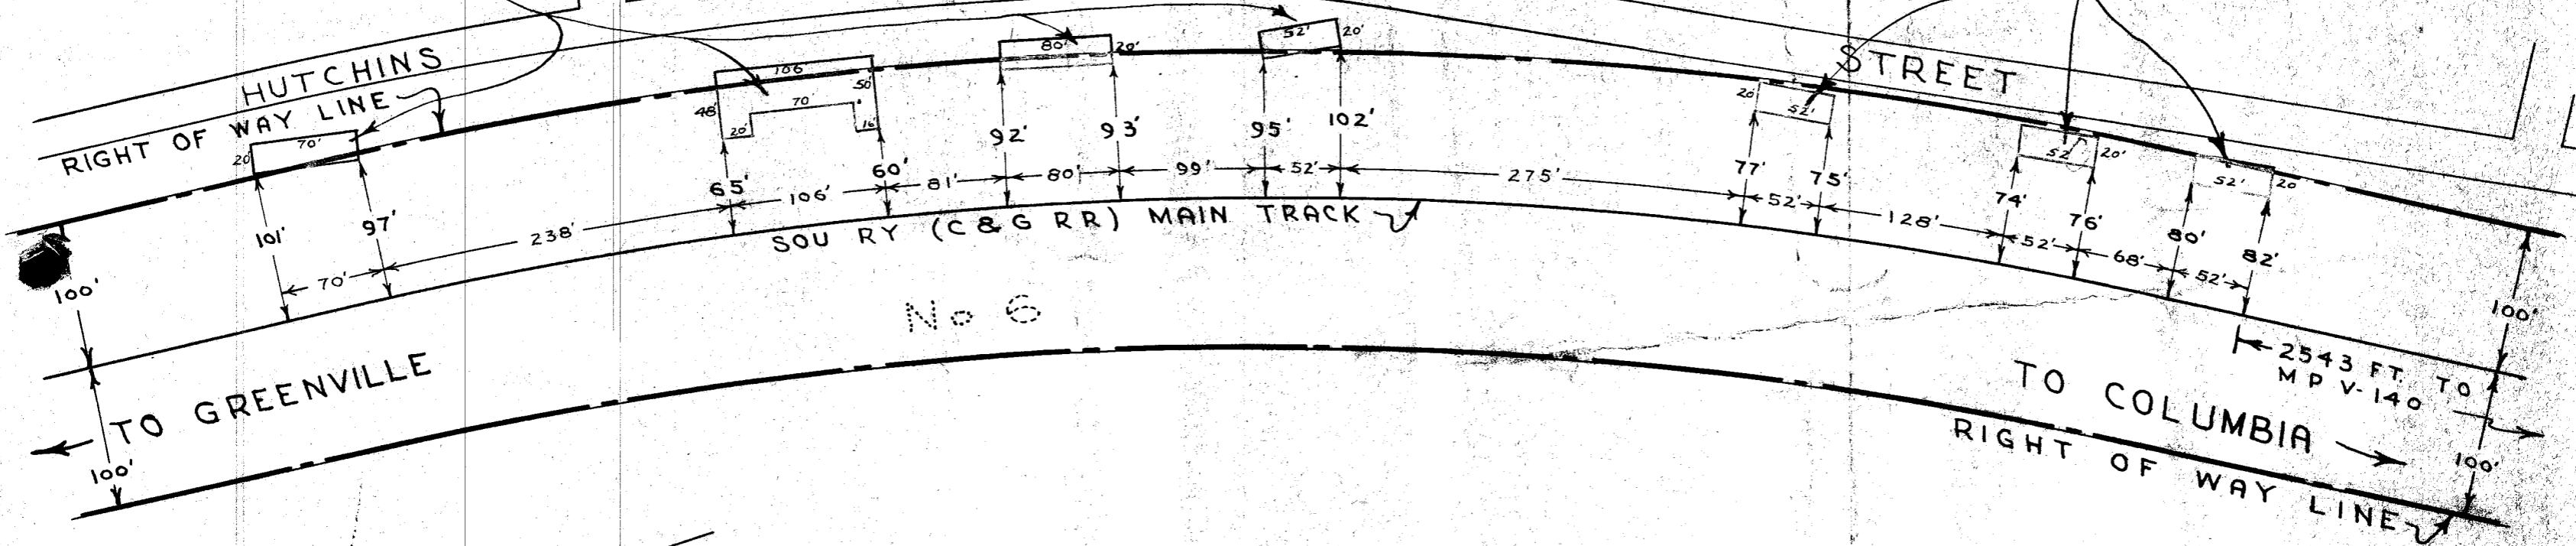 HUTCHINS
STREET
RIGHT OF WAY LINE
20' 70'
106' 50' 48' 70' 20' 16'
80' 20'
52' 20'
20' 52'
52' 20'
52' 20'
101' 97' 65' 60' 92' 93' 95' 102' 77' 75' 74' 76' 80' 82'
70' 238' 106' 81' 80' 99' 52' 275' 52' 128' 52' 68' 52'
SOU RY (C & G RR) MAIN TRACK
100'
100'
No 6
TO GREENVILLE
100'
100'
2543 FT. TO
M P V-140
TO COLUMBIA
RIGHT OF WAY LINE